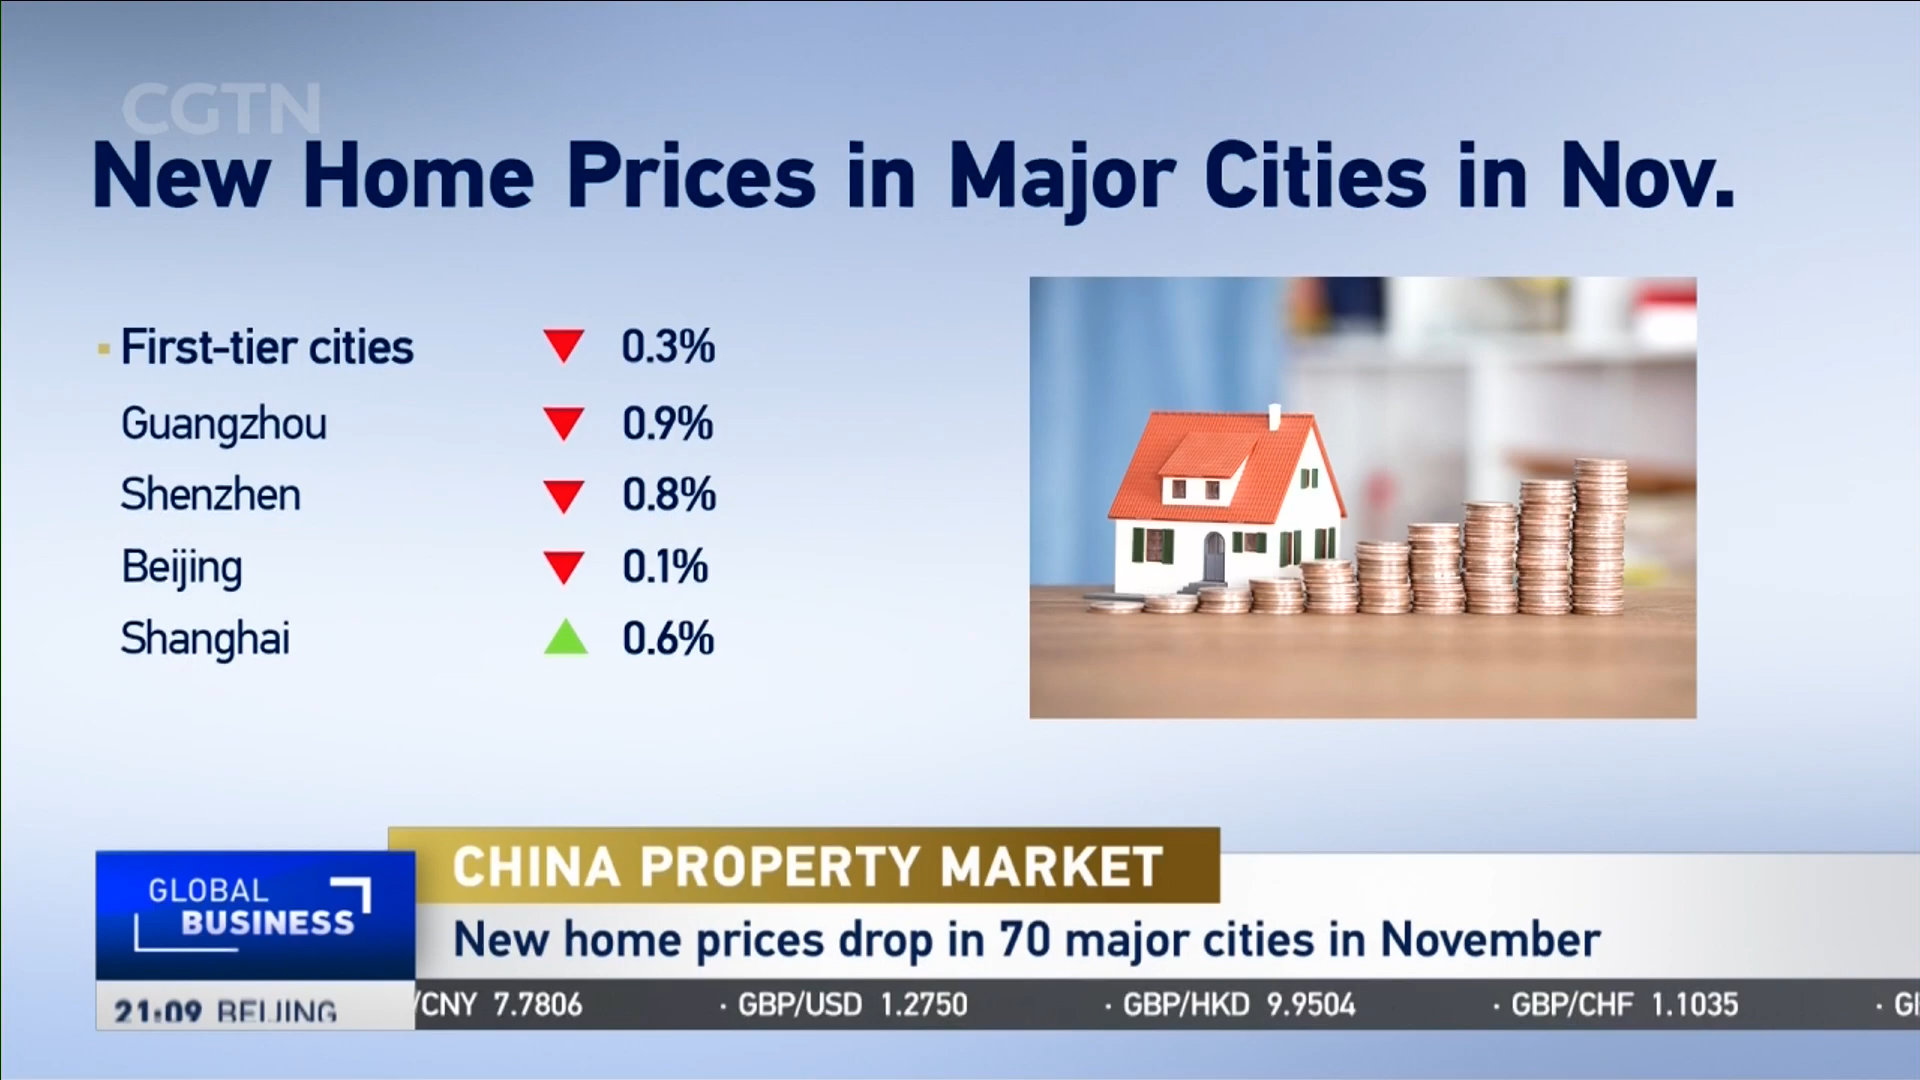 CGTN
New Home Prices in Major Cities in Nov.
First-tier cities 0.3%
Guangzhou 0.9%
Shenzhen 0.8%
Beijing 0.1%
Shanghai 0.6%
CHINA PROPERTY MARKET
GLOBAL
BUSINESS
New home prices drop in 70 major cities in November
21:09 BEIJING
/CNY 7.7806 · GBP/USD 1.2750 · GBP/HKD 9.9504 · GBP/CHF 1.1035 ·